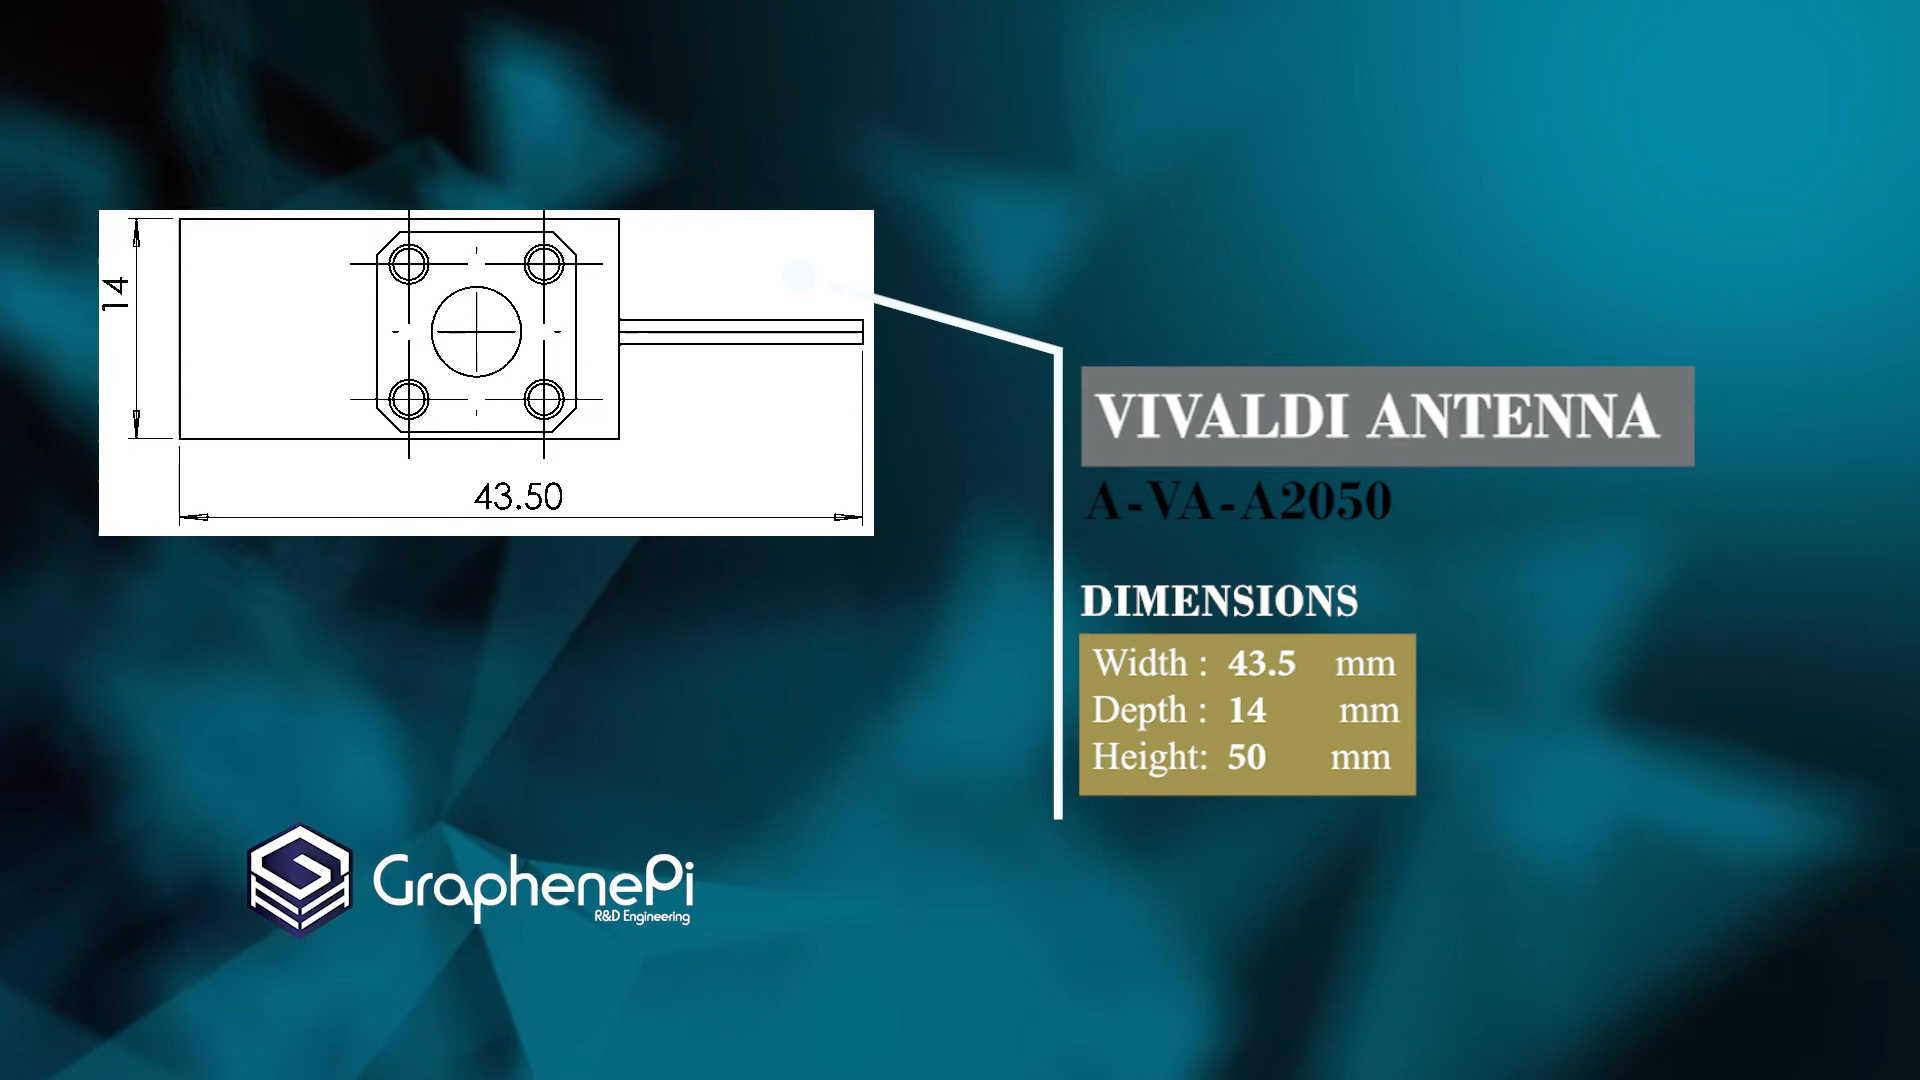 14
43.50
VIVALDI ANTENNA
A-VA-A2050
DIMENSIONS
Width : 43.5 mm
Depth : 14 mm
Height: 50 mm
GraphenePi
R&D Engineering